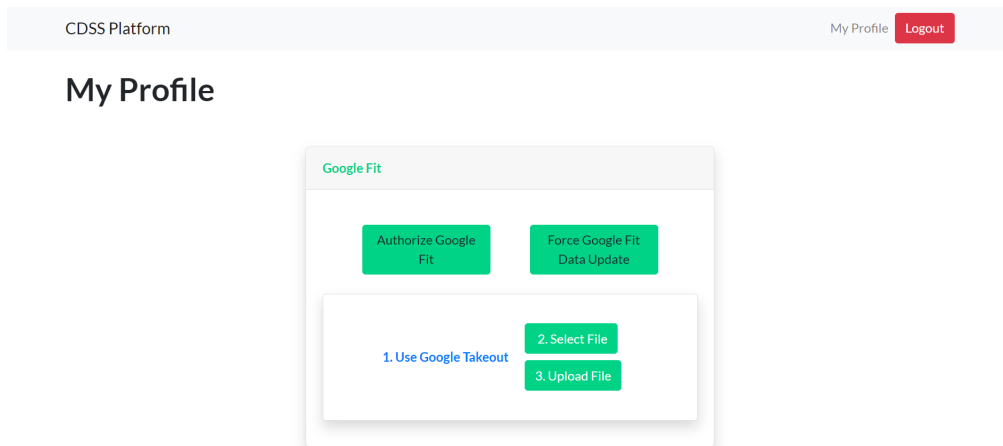 CDSS Platform
My Profile
Logout
My Profile
Google Fit
Authorize Google
Fit
Force Google Fit
Data Update
1. Use Google Takeout
2. Select File
3. Upload File